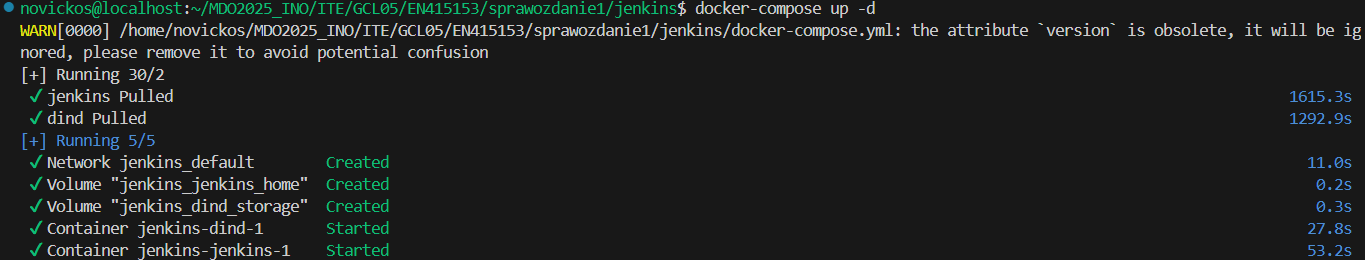 novickos@localhost:~/MDO2025_INO/ITE/GCL05/EN415153/sprawozdanie1/jenkins$ docker-compose up -d
WARN[0000] /home/novickos/MDO2025_INO/ITE/GCL05/EN415153/sprawozdanie1/jenkins/docker-compose.yml: the attribute `version` is obsolete, it will be ig
nored, please remove it to avoid potential confusion
[+] Running 30/2
✓ jenkins Pulled 1615.3s
✓ dind Pulled 1292.9s
[+] Running 5/5
✓ Network jenkins_default Created 11.0s
✓ Volume "jenkins_jenkins_home" Created 0.2s
✓ Volume "jenkins_dind_storage" Created 0.3s
✓ Container jenkins-dind-1 Started 27.8s
✓ Container jenkins-jenkins-1 Started 53.2s